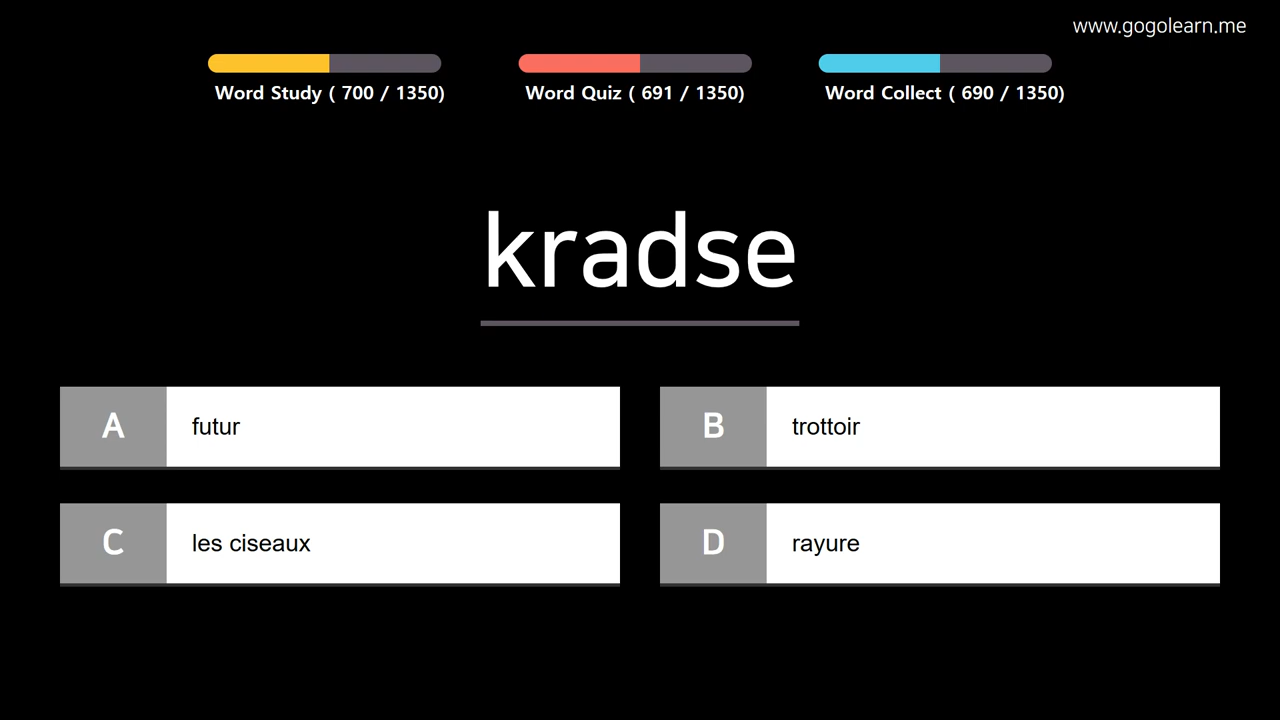 www.gogolearn.me
Word Study ( 700 / 1350)
Word Quiz ( 691 / 1350)
Word Collect ( 690 / 1350)
kradse
A
futur
B
trottoir
C
les ciseaux
D
rayure